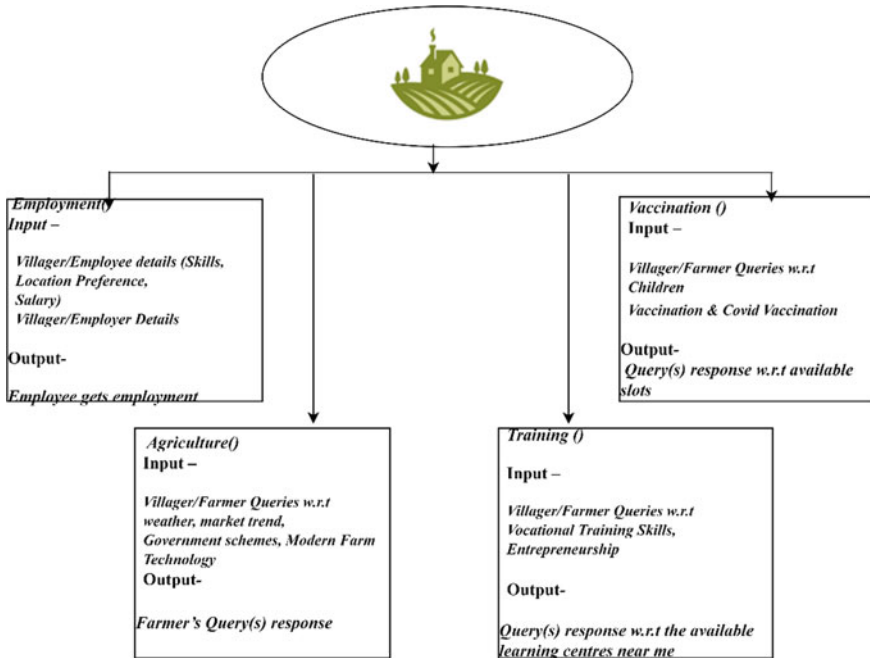 Employment()
Input –
Villager/Employee details (Skills,
Location Preference,
Salary)
Villager/Employer Details
Output-
Employee gets employment
Vaccination ()
Input –
Villager/Farmer Queries w.r.t
Children
Vaccination & Covid Vaccination
Output-
Query(s) response w.r.t available
slots
Agriculture()
Input –
Villager/Farmer Queries w.r.t
weather, market trend,
Government schemes, Modern Farm
Technology
Output-
Farmer's Query(s) response
Training ()
Input –
Villager/Farmer Queries w.r.t
Vocational Training Skills,
Entrepreneurship
Output-
Query(s) response w.r.t the available
learning centres near me